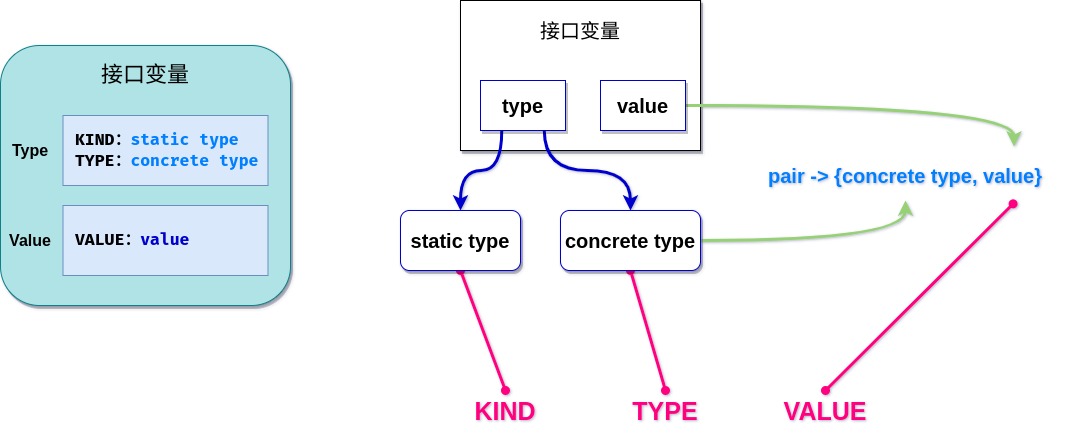 接口变量
Type
KIND：static type
TYPE：concrete type
Value
VALUE：value
接口变量
type
value
pair -> {concrete type, value}
static type
concrete type
KIND
TYPE
VALUE